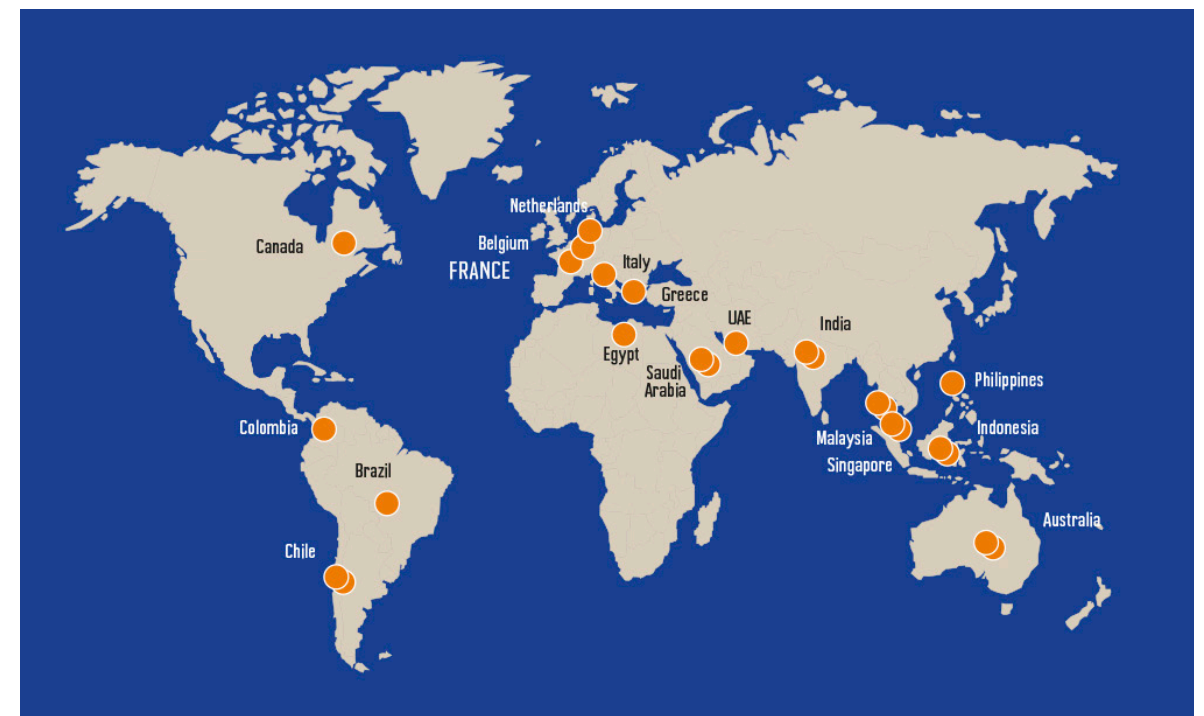 Netherlands
Belgium
Canada
FRANCE
Italy
Greece
UAE
India
Egypt
Saudi
Arabia
Philippines
Colombia
Malaysia
Indonesia
Singapore
Brazil
Australia
Chile